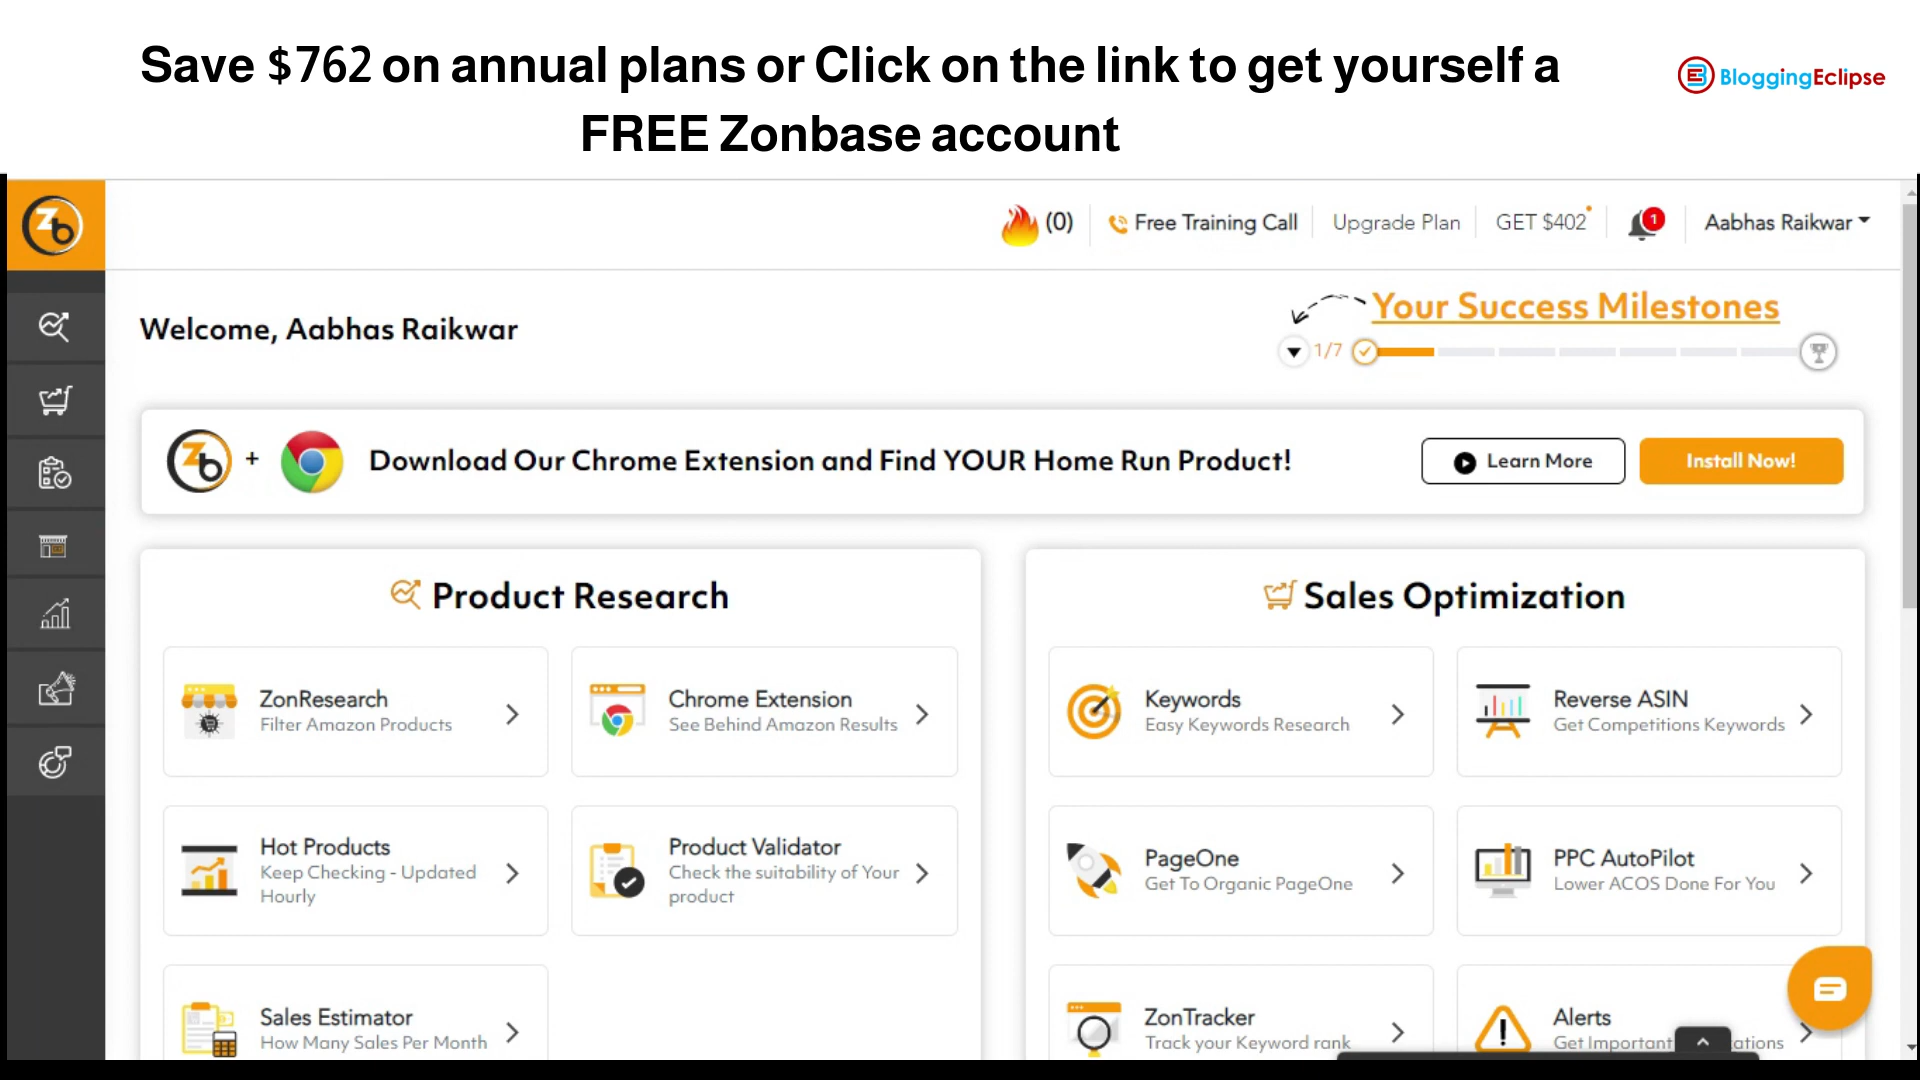 Save $762 on annual plans or Click on the link to get yourself a
FREE Zonbase account
BloggingEclipse
Zb
(0)
Free Training Call
Upgrade Plan
GET $402
1
Aabhas Raikwar
Welcome, Aabhas Raikwar
Your Success Milestones
1/7
Zb
+
Download Our Chrome Extension and Find YOUR Home Run Product!
Learn More
Install Now!
Product Research
ZonResearch
Filter Amazon Products
Chrome Extension
See Behind Amazon Results
Hot Products
Keep Checking - Updated
Hourly
Product Validator
Check the suitability of Your
product
Sales Estimator
How Many Sales Per Month
Sales Optimization
Keywords
Easy Keywords Research
Reverse ASIN
Get Competitions Keywords
PageOne
Get To Organic PageOne
PPC AutoPilot
Lower ACOS Done For You
ZonTracker
Track your Keyword rank
Alerts
Get Important